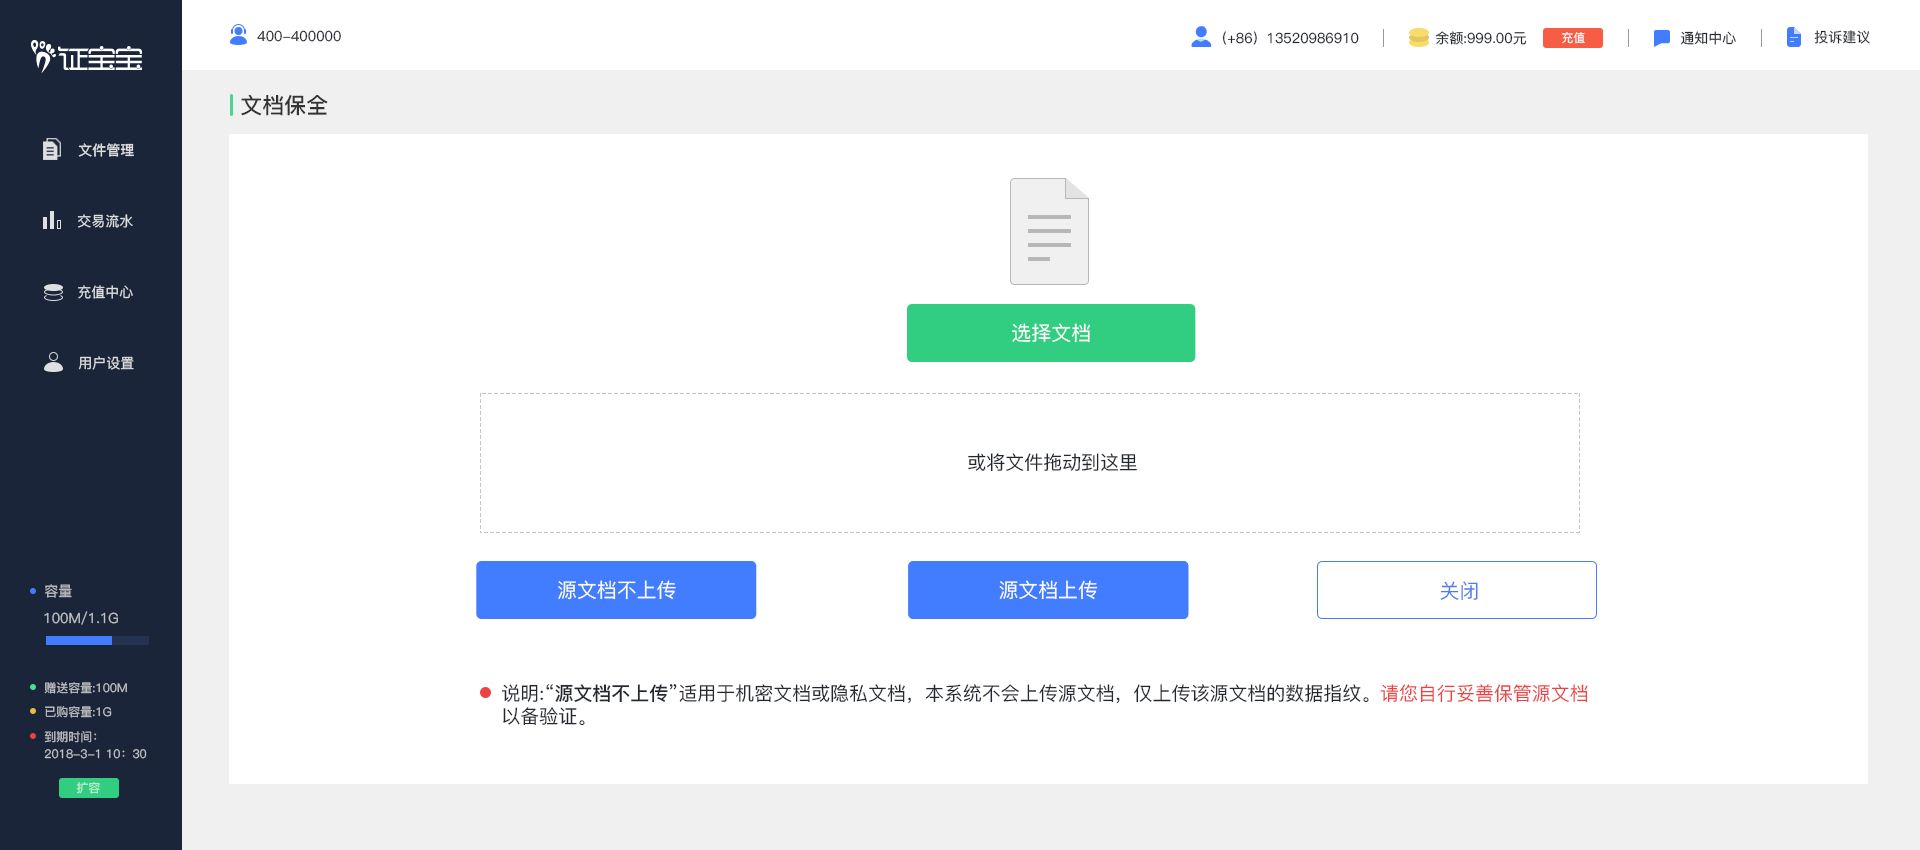 证宝宝
400-400000
(+86) 13520986910
余额:999.00元
充值
通知中心
投诉建议
文件管理
交易流水
充值中心
用户设置
容量
100M/1.1G
赠送容量:100M
已购容量:1G
到期时间:
2018-3-1 10：30
扩容
文档保全
选择文档
或将文件拖动到这里
源文档不上传
源文档上传
关闭
说明:“源文档不上传”适用于机密文档或隐私文档，本系统不会上传源文档，仅上传该源文档的数据指纹。请您自行妥善保管源文档
以备验证。